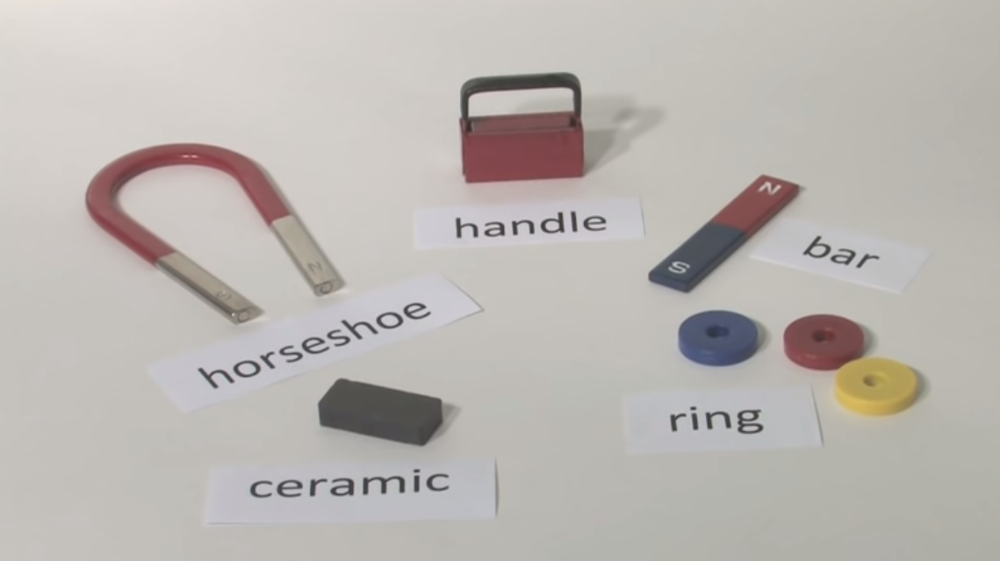 handle
N
S
bar
S
N
horseshoe
ring
ceramic